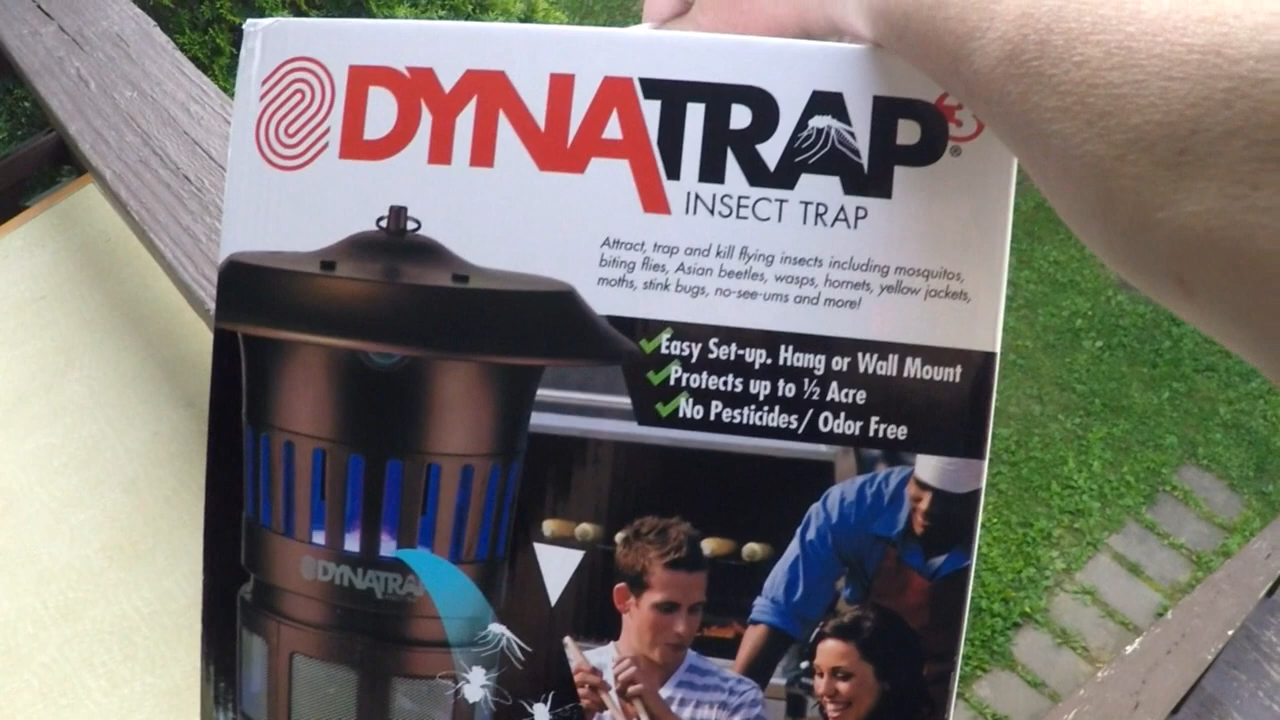 DYNATRAP®
3
INSECT TRAP
Attract, trap and kill flying insects including mosquitos,
biting flies, Asian beetles, wasps, hornets, yellow jackets,
moths, stink bugs, no-see-ums and more!
Easy Set-up. Hang or Wall Mount
Protects up to ½ Acre
No Pesticides/ Odor Free
DYNATRAP